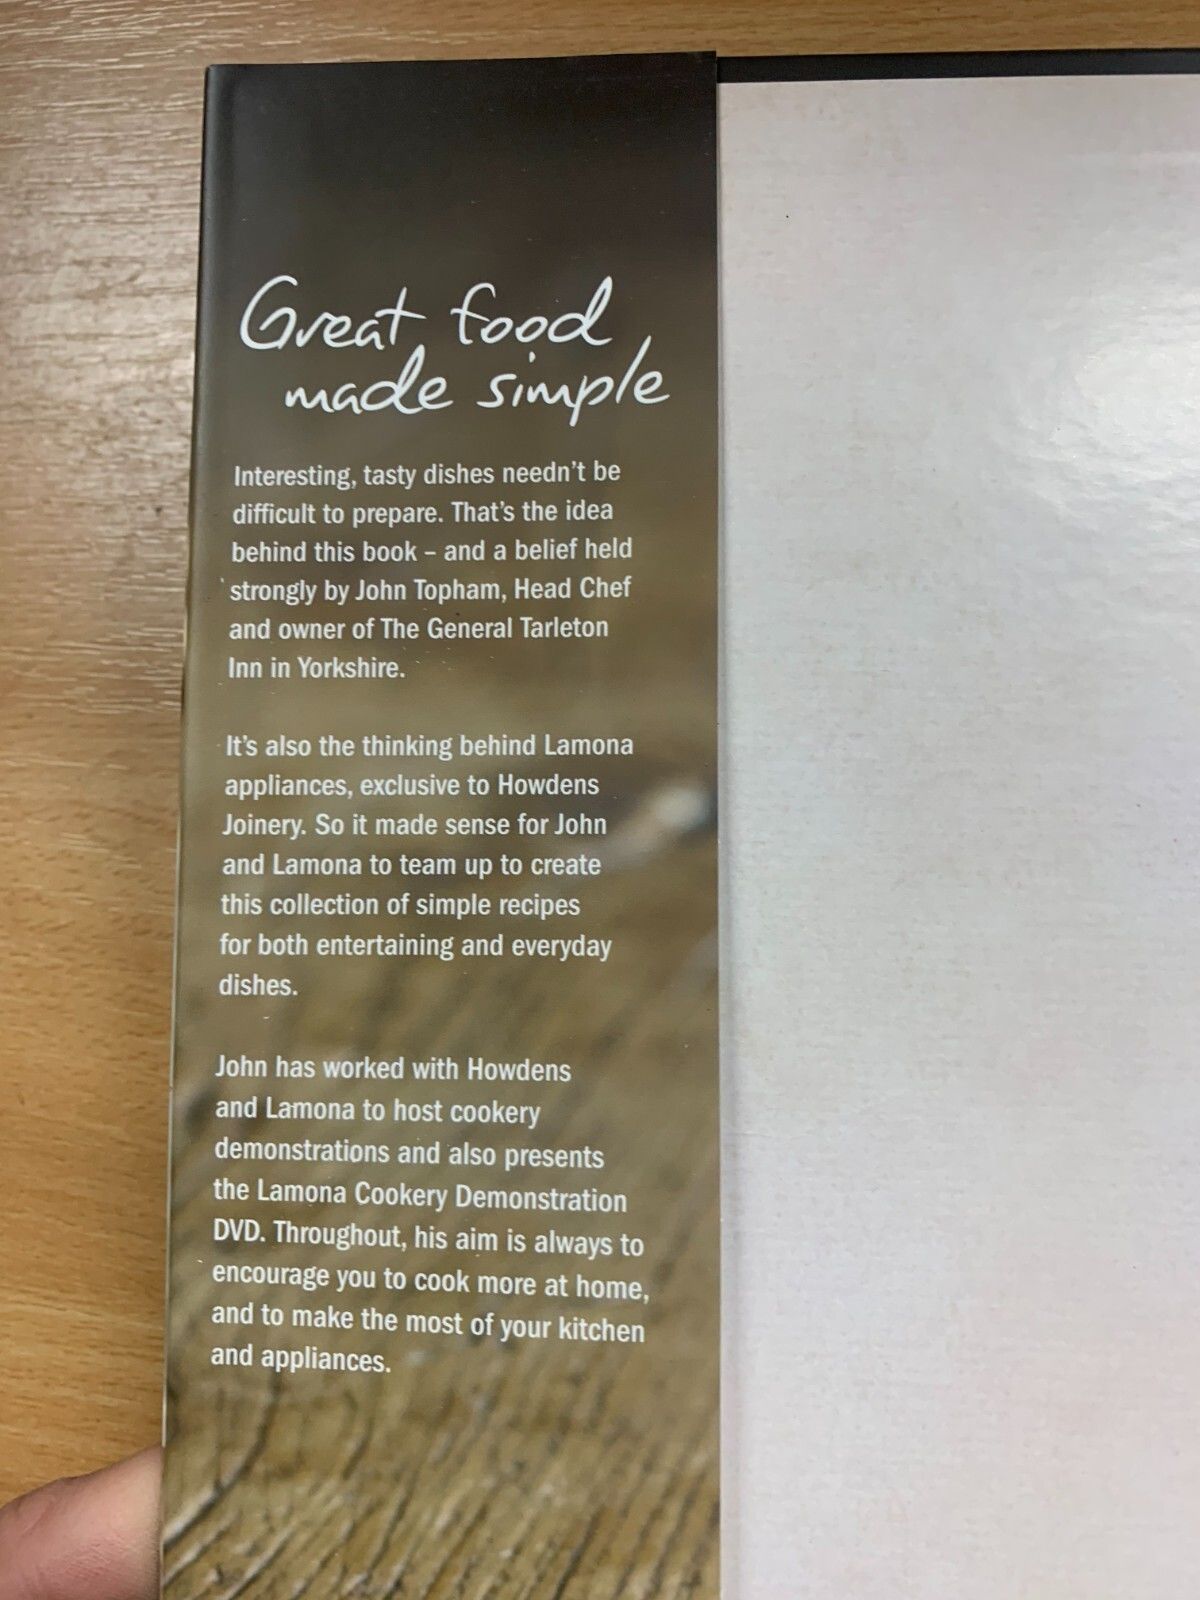 Great food
made simple
Interesting, tasty dishes needn't be
difficult to prepare. That's the idea
behind this book – and a belief held
strongly by John Topham, Head Chef
and owner of The General Tarleton
Inn in Yorkshire.
It's also the thinking behind Lamona
appliances, exclusive to Howdens
Joinery. So it made sense for John
and Lamona to team up to create
this collection of simple recipes
for both entertaining and everyday
dishes.
John has worked with Howdens
and Lamona to host cookery
demonstrations and also presents
the Lamona Cookery Demonstration
DVD. Throughout, his aim is always to
encourage you to cook more at home,
and to make the most of your kitchen
and appliances.